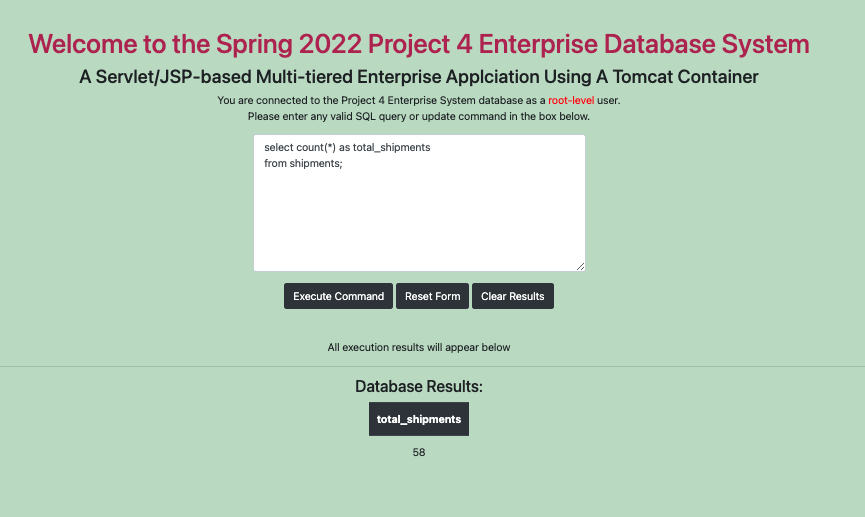 Welcome to the Spring 2022 Project 4 Enterprise Database System
A Servlet/JSP-based Multi-tiered Enterprise Applciation Using A Tomcat Container
You are connected to the Project 4 Enterprise System database as a root-level user.
Please enter any valid SQL query or update command in the box below.
select count(*) as total_shipments
from shipments;
Execute Command Reset Form Clear Results
All execution results will appear below
Database Results:
total_shipments
58